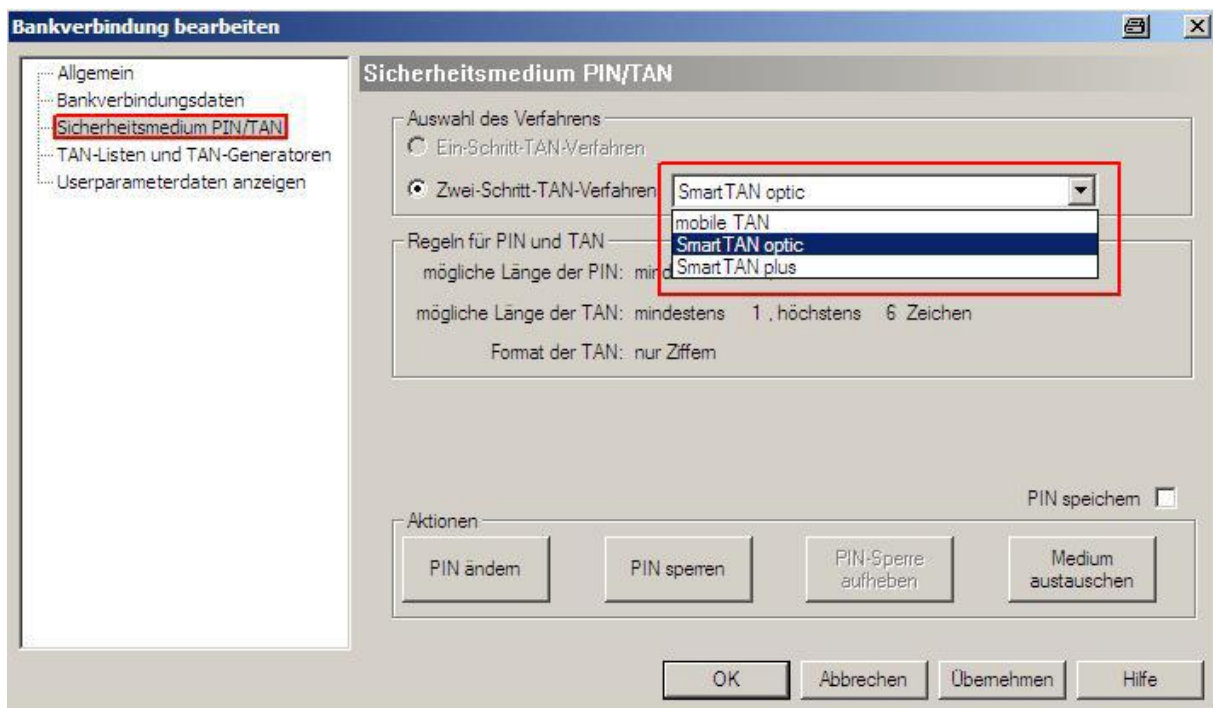 Bankverbindung bearbeiten
Allgemein
Bankverbindungsdaten
Sicherheitsmedium PIN/TAN
TAN-Listen und TAN-Generatoren
Userparameterdaten anzeigen
Sicherheitsmedium PIN/TAN
Auswahl des Verfahrens
Ein-Schritt-TAN-Verfahren
Zwei-Schritt-TAN-Verfahren SmartTAN optic
mobile TAN
SmartTAN optic
SmartTAN plus
Regeln für PIN und TAN
mögliche Länge der PIN:
mögliche Länge der TAN: mindestens 1 , höchstens 6 Zeichen
Format der TAN: nur Ziffern
PIN speichern
Aktionen
PIN ändern
PIN sperren
PIN-Sperre
aufheben
Medium
austauschen
OK
Abbrechen
Übernehmen
Hilfe